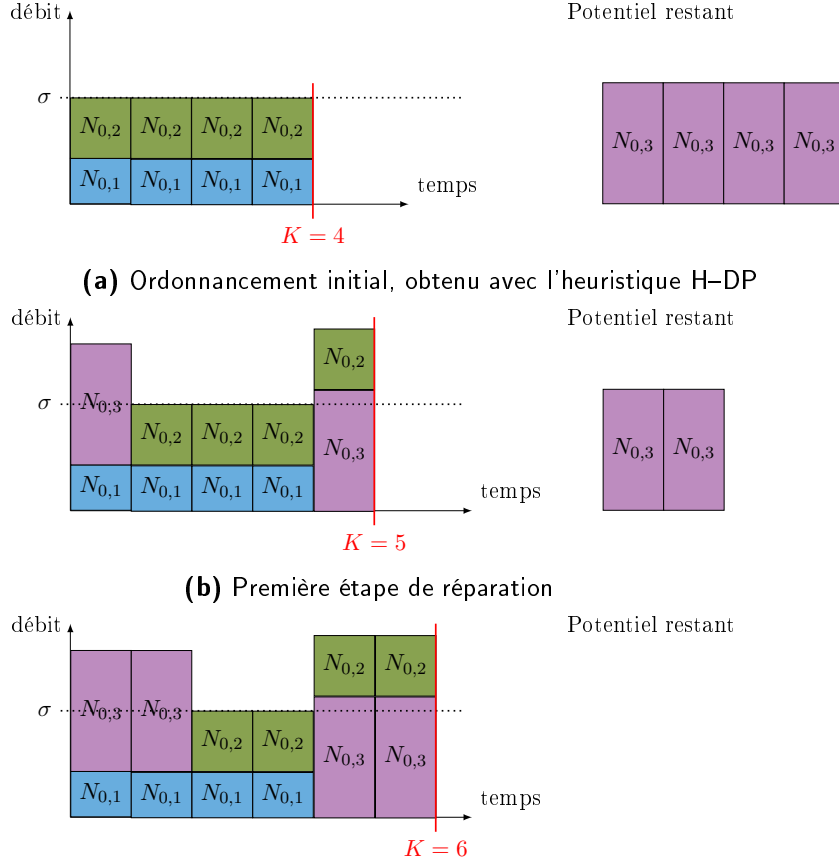 débit Potentiel restant
σ
N0,2 N0,2 N0,2 N0,2
N0,3 N0,3 N0,3 N0,3
N0,1 N0,1 N0,1 N0,1
temps
K = 4
(a) Ordonnancement initial, obtenu avec l'heuristique H–DP
débit Potentiel restant
N0,2
σ N0,3
N0,2 N0,2 N0,2
N0,3 N0,3 N0,3
N0,1 N0,1 N0,1 N0,1
temps
K = 5
(b) Première étape de réparation
débit Potentiel restant
N0,2 N0,2
σ N0,3 N0,3
N0,2 N0,2
N0,3 N0,3
N0,1 N0,1 N0,1 N0,1
temps
K = 6